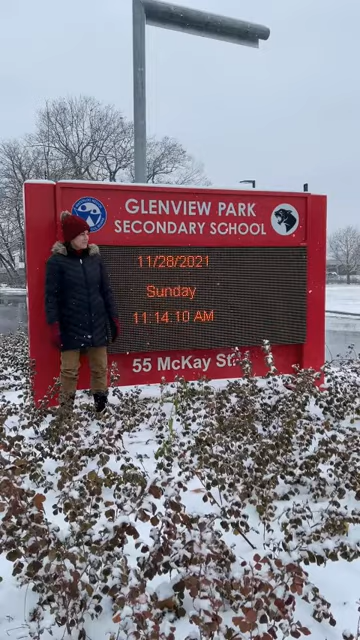 GLENVIEW PARK
SECONDARY SCHOOL
11/28/2021
Sunday
11:14:10 AM
55 McKay St.